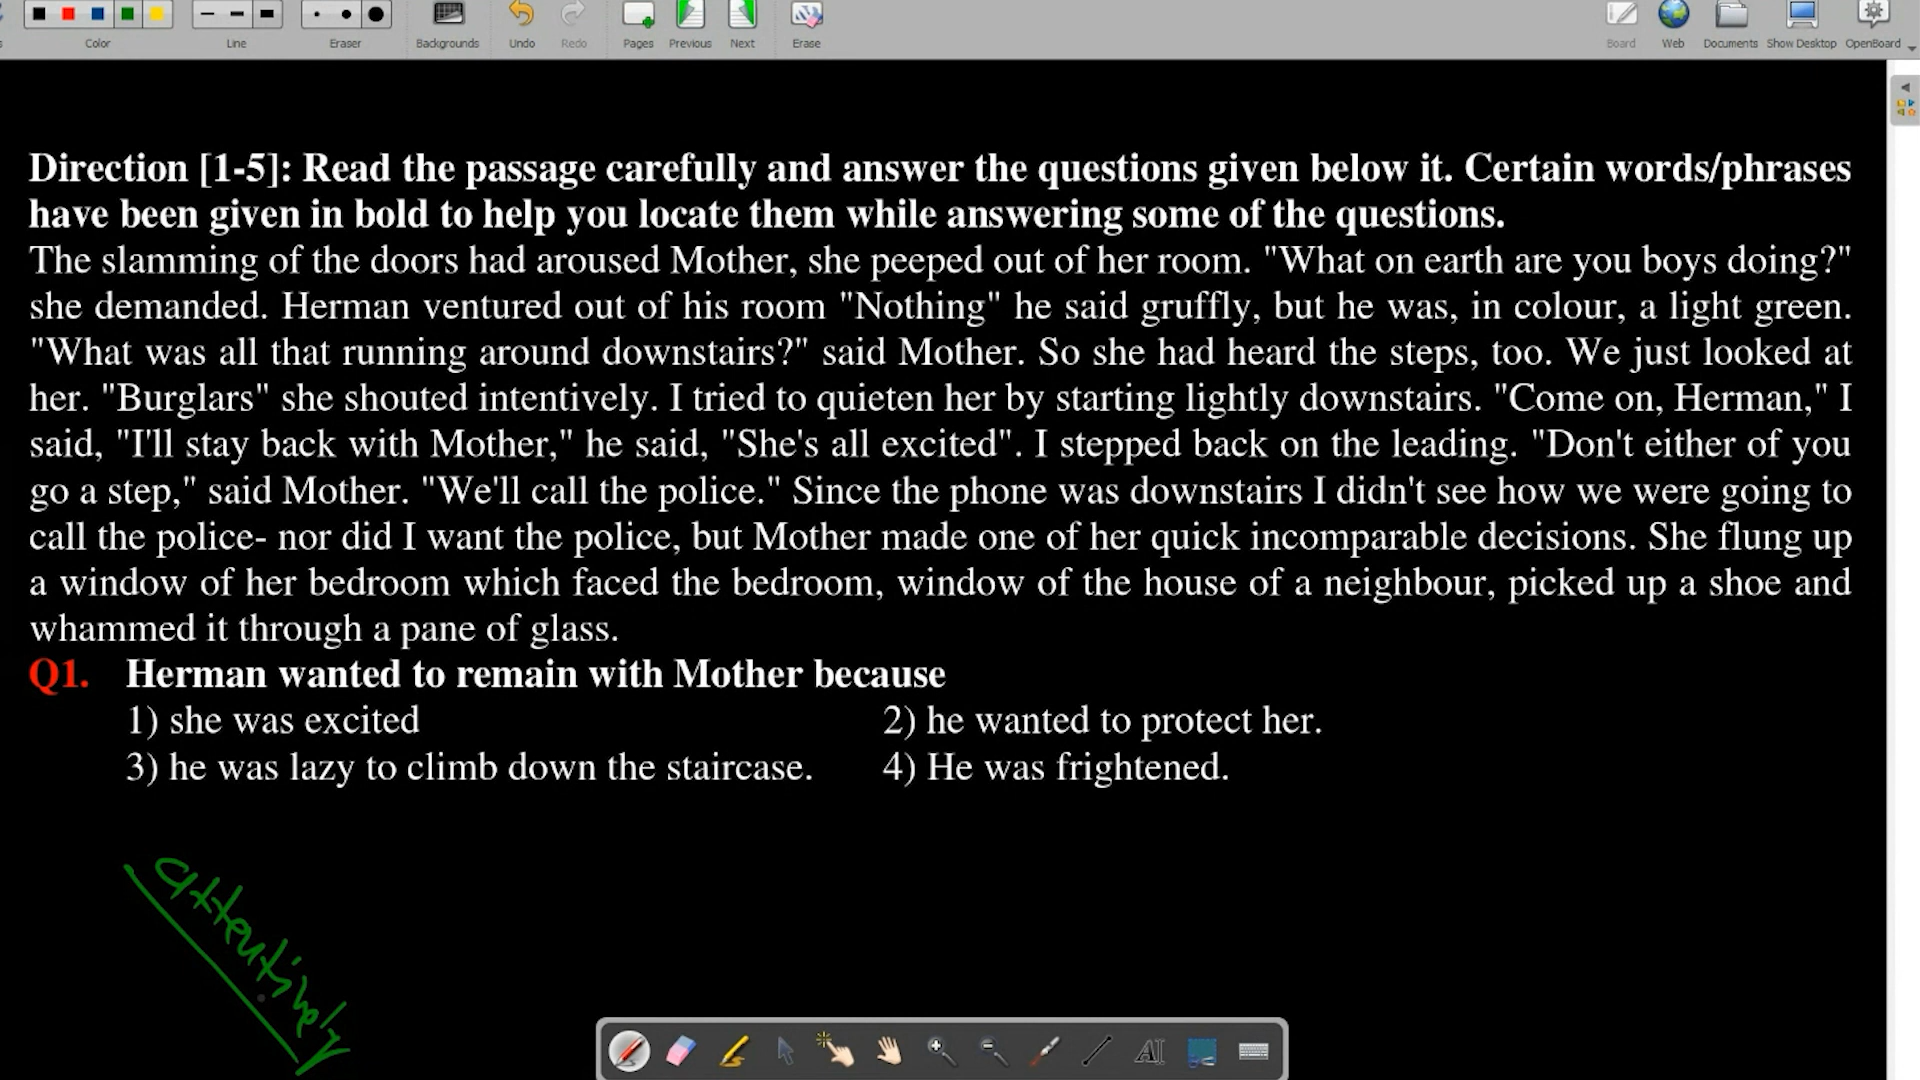 Color
Line
Eraser
Backgrounds
Undo
Redo
Pages
Previous
Next
Erase
Board
Web
Documents
Show Desktop
OpenBoard
Direction [1-5]: Read the passage carefully and answer the questions given below it. Certain words/phrases
have been given in bold to help you locate them while answering some of the questions.
The slamming of the doors had aroused Mother, she peeped out of her room. "What on earth are you boys doing?"
she demanded. Herman ventured out of his room "Nothing" he said gruffly, but he was, in colour, a light green.
"What was all that running around downstairs?" said Mother. So she had heard the steps, too. We just looked at
her. "Burglars" she shouted intentively. I tried to quieten her by starting lightly downstairs. "Come on, Herman," I
said, "I'll stay back with Mother," he said, "She's all excited". I stepped back on the leading. "Don't either of you
go a step," said Mother. "We'll call the police." Since the phone was downstairs I didn't see how we were going to
call the police- nor did I want the police, but Mother made one of her quick incomparable decisions. She flung up
a window of her bedroom which faced the bedroom, window of the house of a neighbour, picked up a shoe and
whammed it through a pane of glass.
Q1. Herman wanted to remain with Mother because
1) she was excited 2) he wanted to protect her.
3) he was lazy to climb down the staircase. 4) He was frightened.
attentively
AI